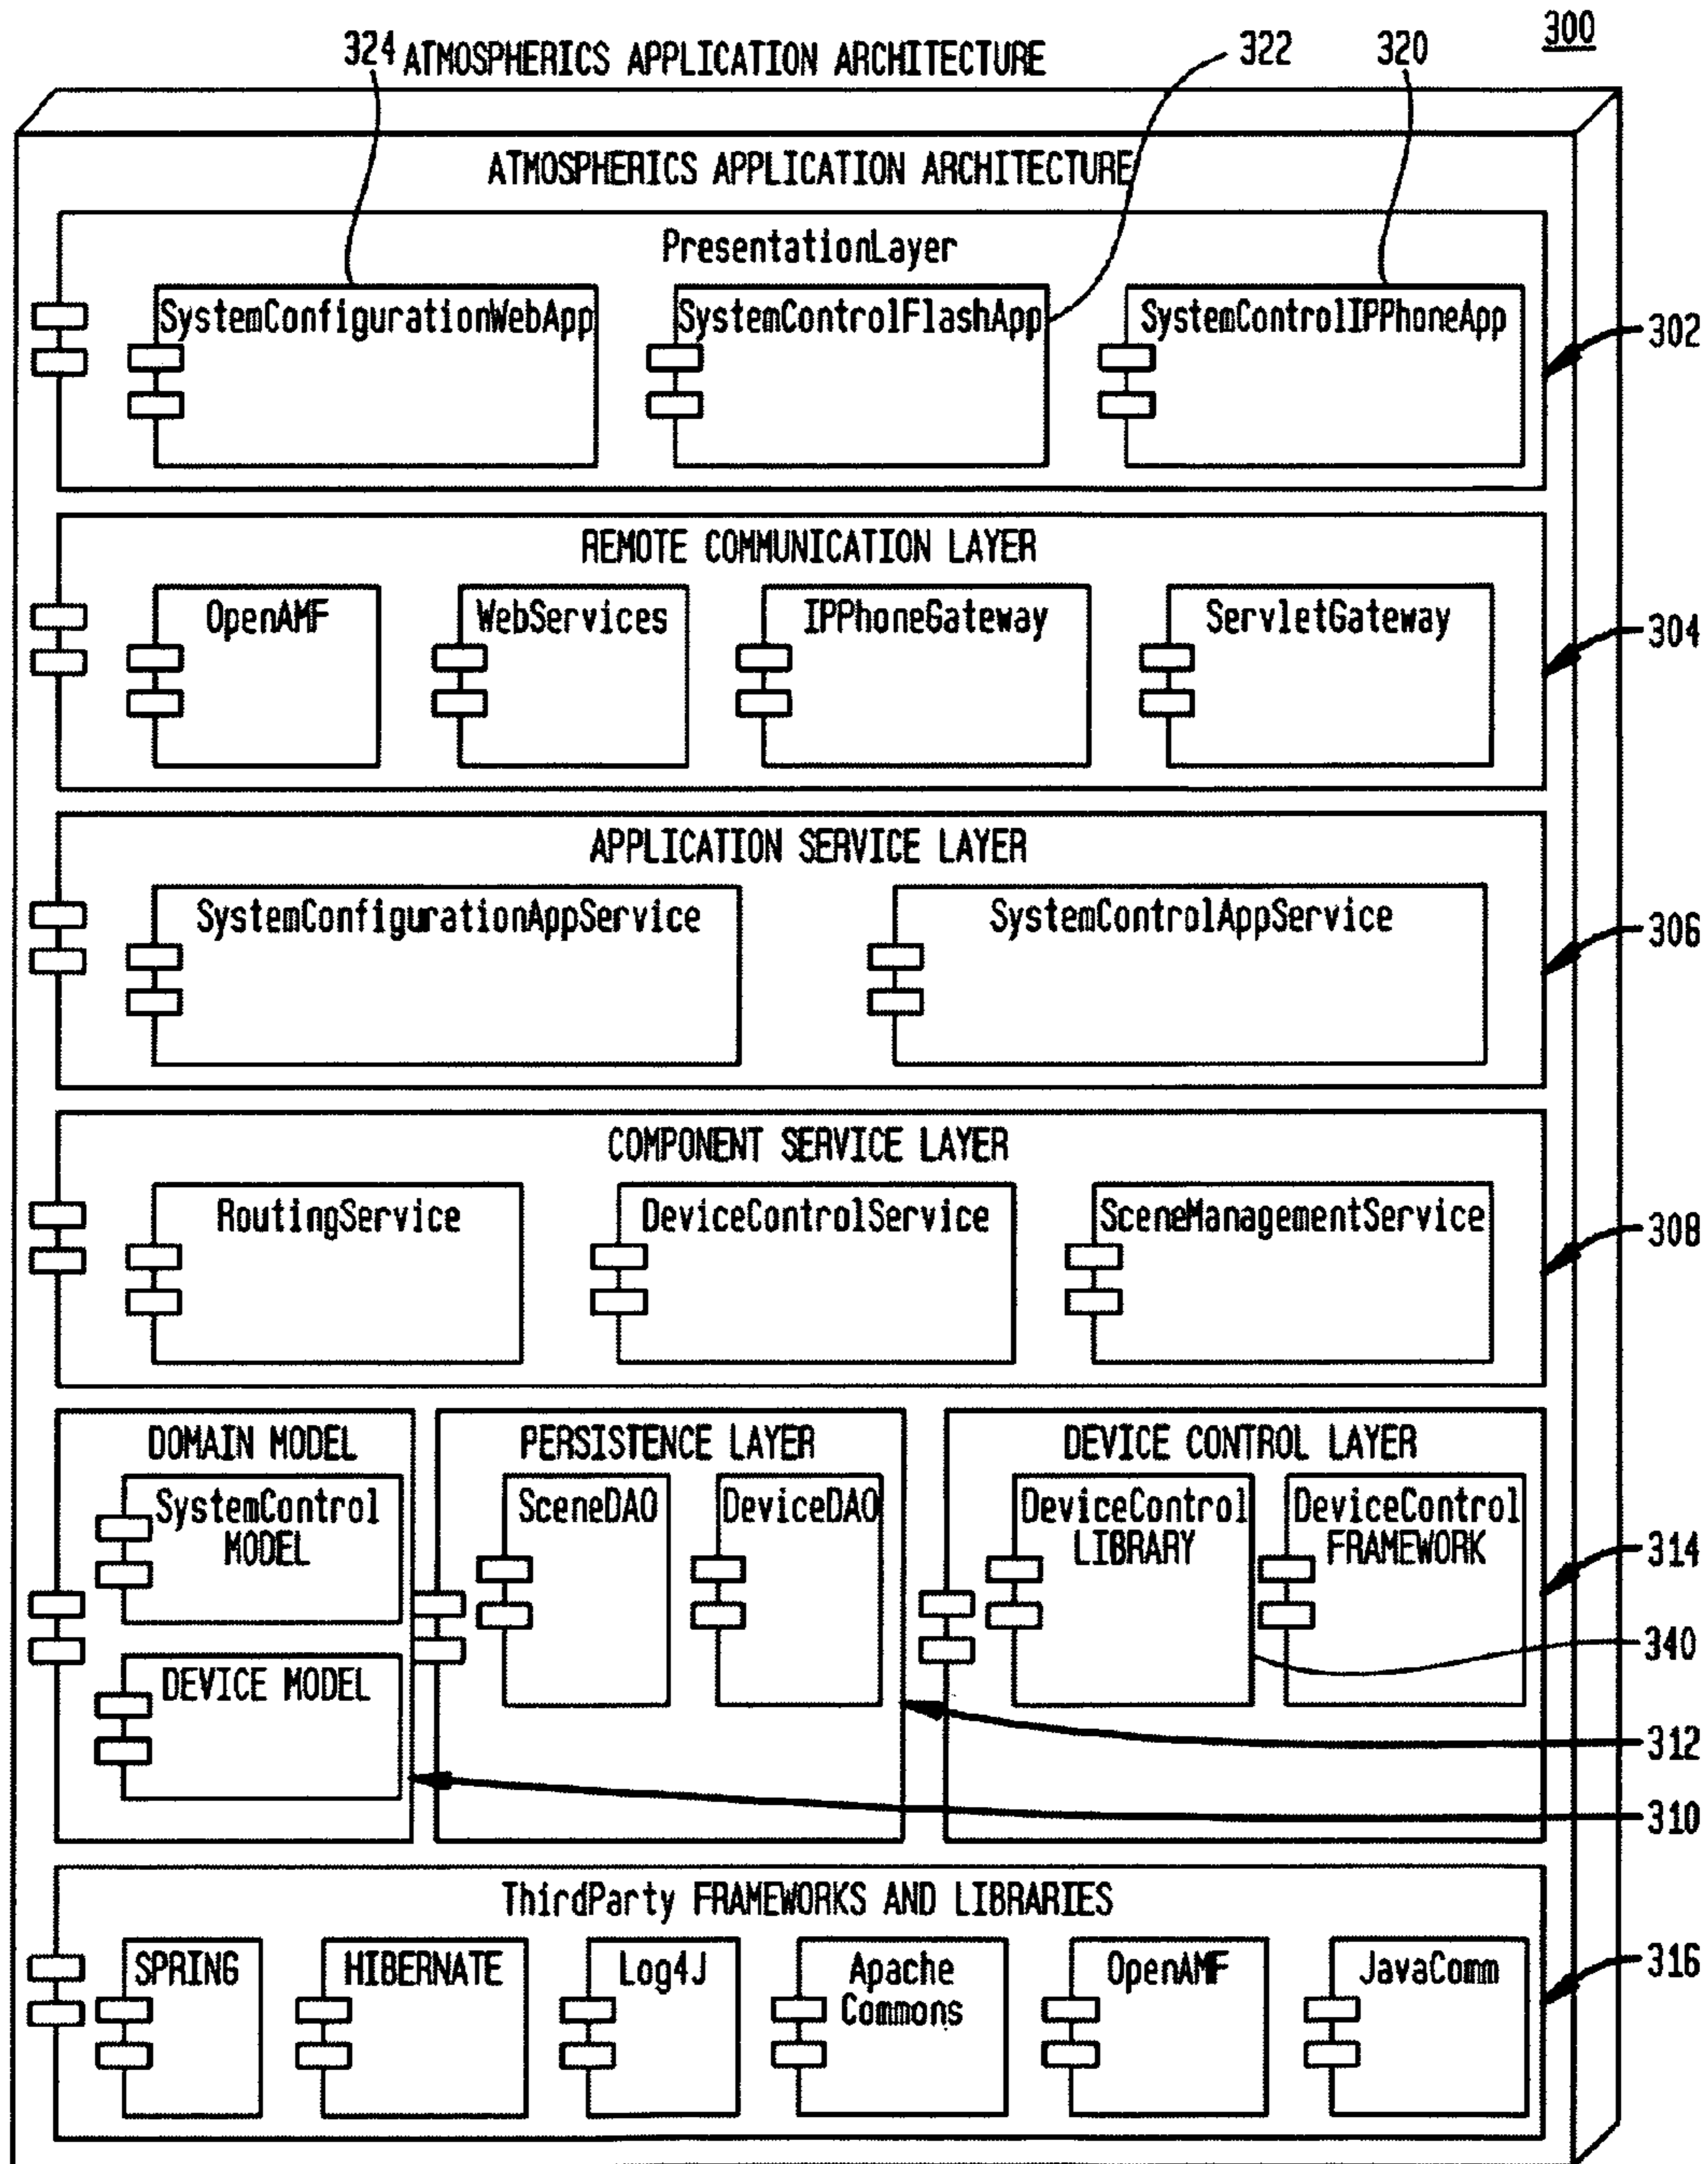 300
324 ATMOSPHERICS APPLICATION ARCHITECTURE 322 320
ATMOSPHERICS APPLICATION ARCHITECTURE
PresentationLayer
SystemConfigurationWebApp SystemControlFlashApp SystemControlIPPhoneApp
302
REMOTE COMMUNICATION LAYER
OpenAMF WebServices IPPhoneGateway ServletGateway
304
APPLICATION SERVICE LAYER
SystemConfigurationAppService SystemControlAppService
306
COMPONENT SERVICE LAYER
RoutingService DeviceControlService SceneManagementService
308
DOMAIN MODEL PERSISTENCE LAYER DEVICE CONTROL LAYER
SystemControl SceneDAO DeviceDAO DeviceControl DeviceControl
MODEL LIBRARY FRAMEWORK
314
340
DEVICE MODEL
312
310
ThirdParty FRAMEWORKS AND LIBRARIES
SPRING HIBERNATE Log4J Apache OpenAMF JavaComm
Commons
316